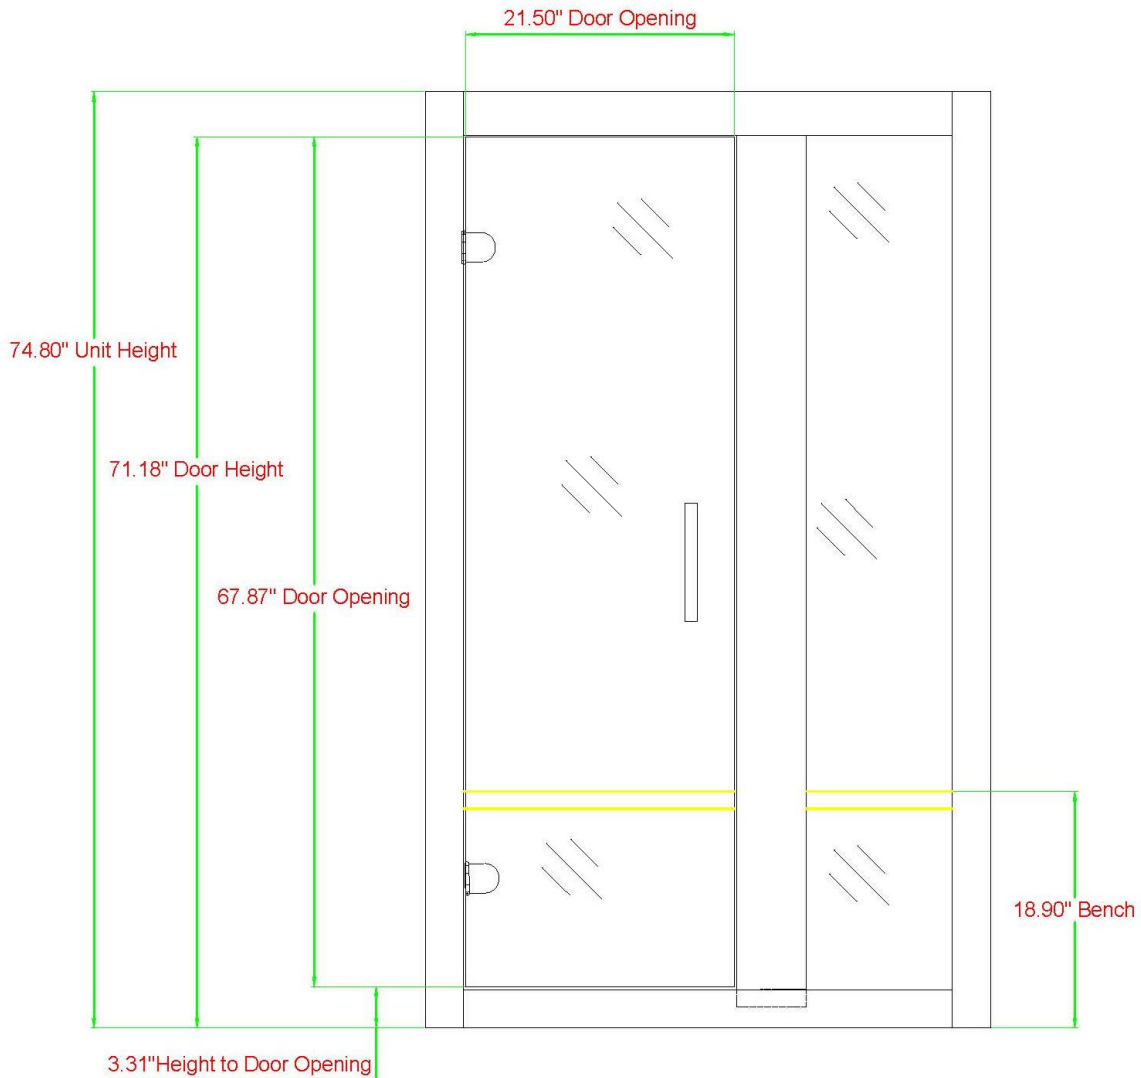 21.50" Door Opening
74.80" Unit Height
71.18" Door Height
67.87" Door Opening
18.90" Bench
3.31"Height to Door Opening